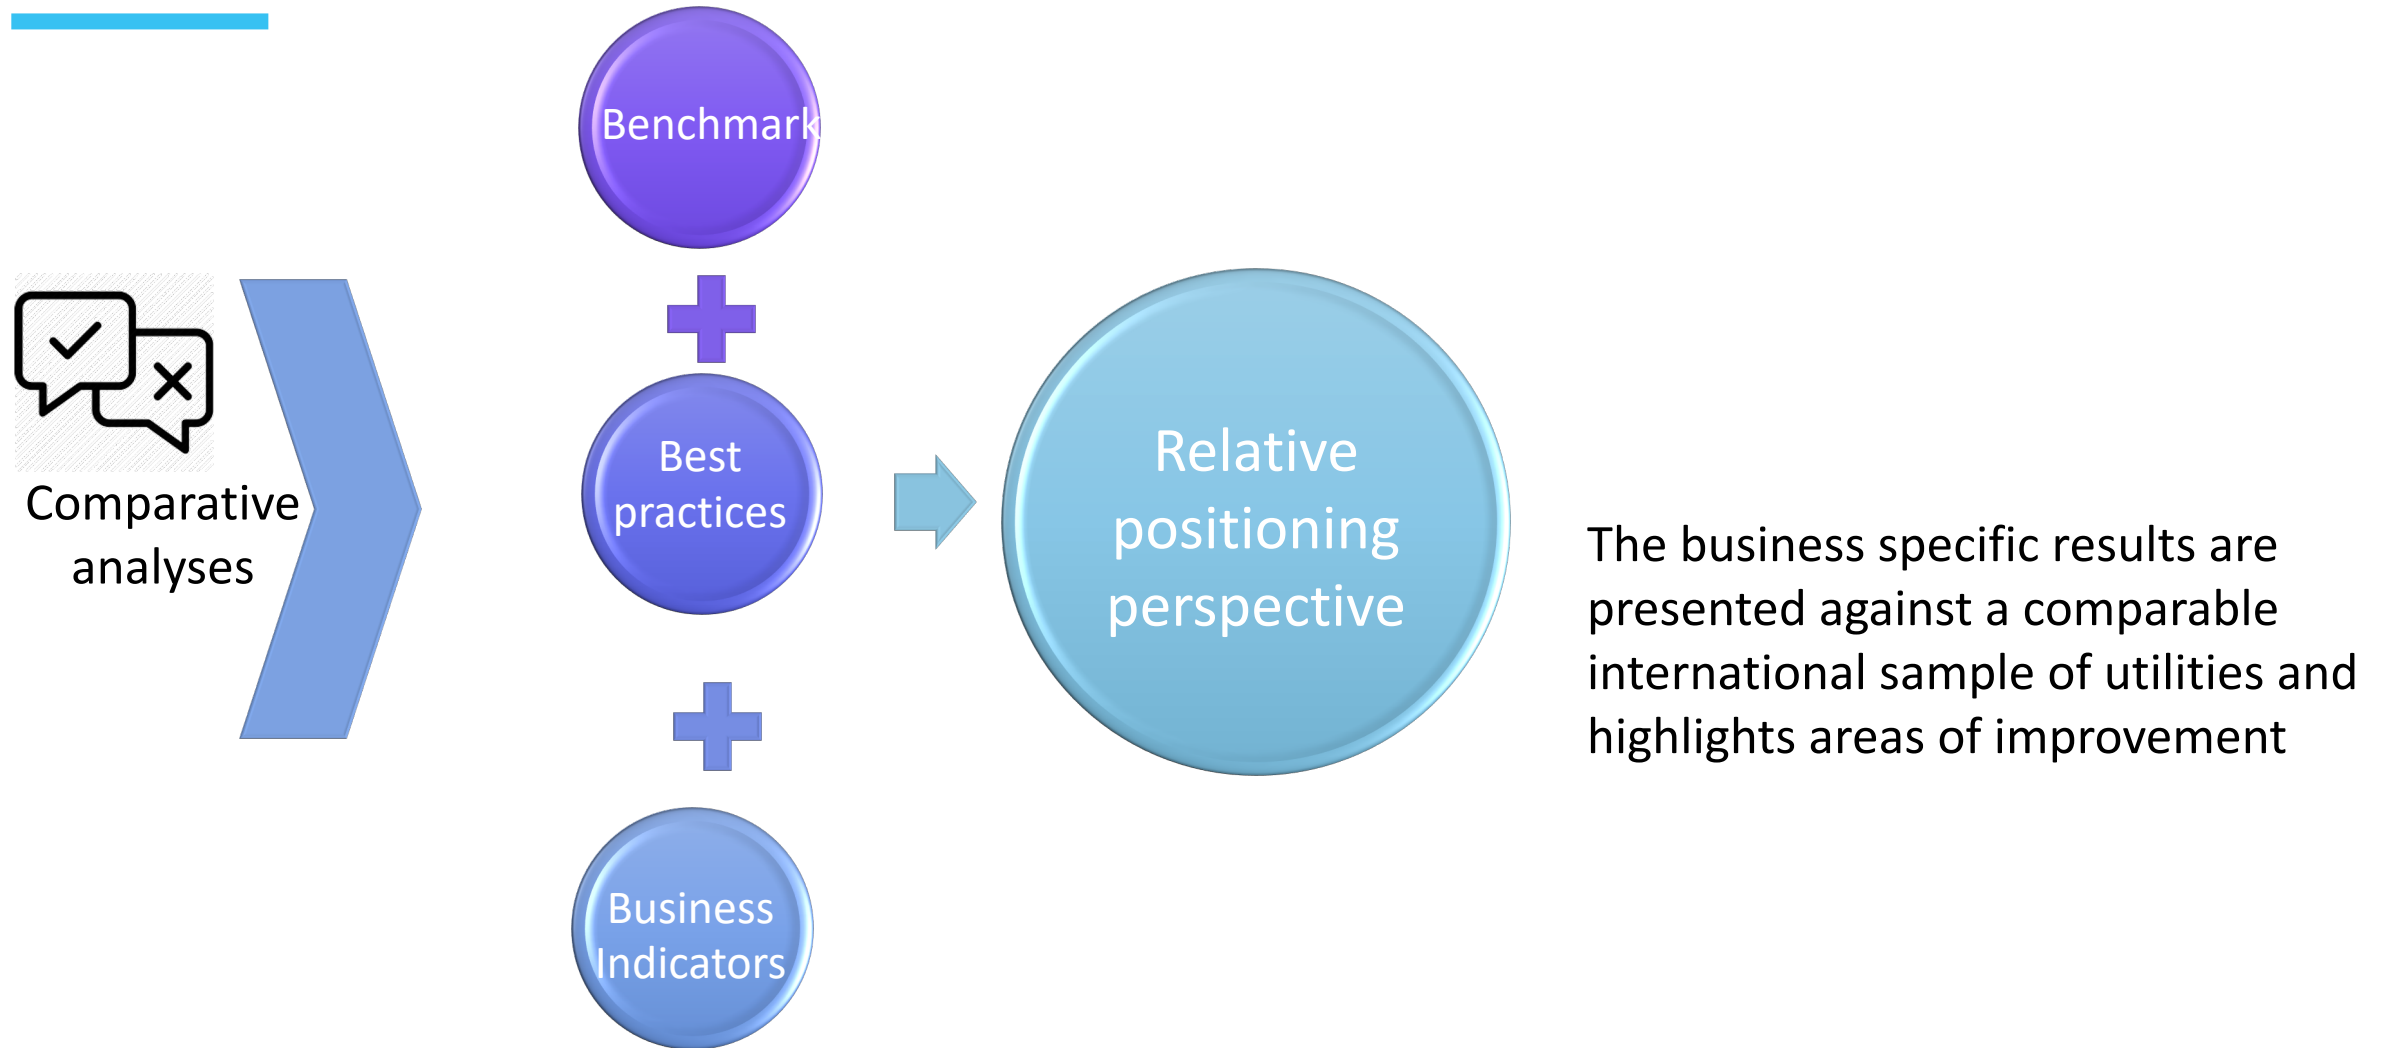 Comparative
analyses
Benchmark
Best
practices
Business
Indicators
Relative
positioning
perspective
The business specific results are
presented against a comparable
international sample of utilities and
highlights areas of improvement